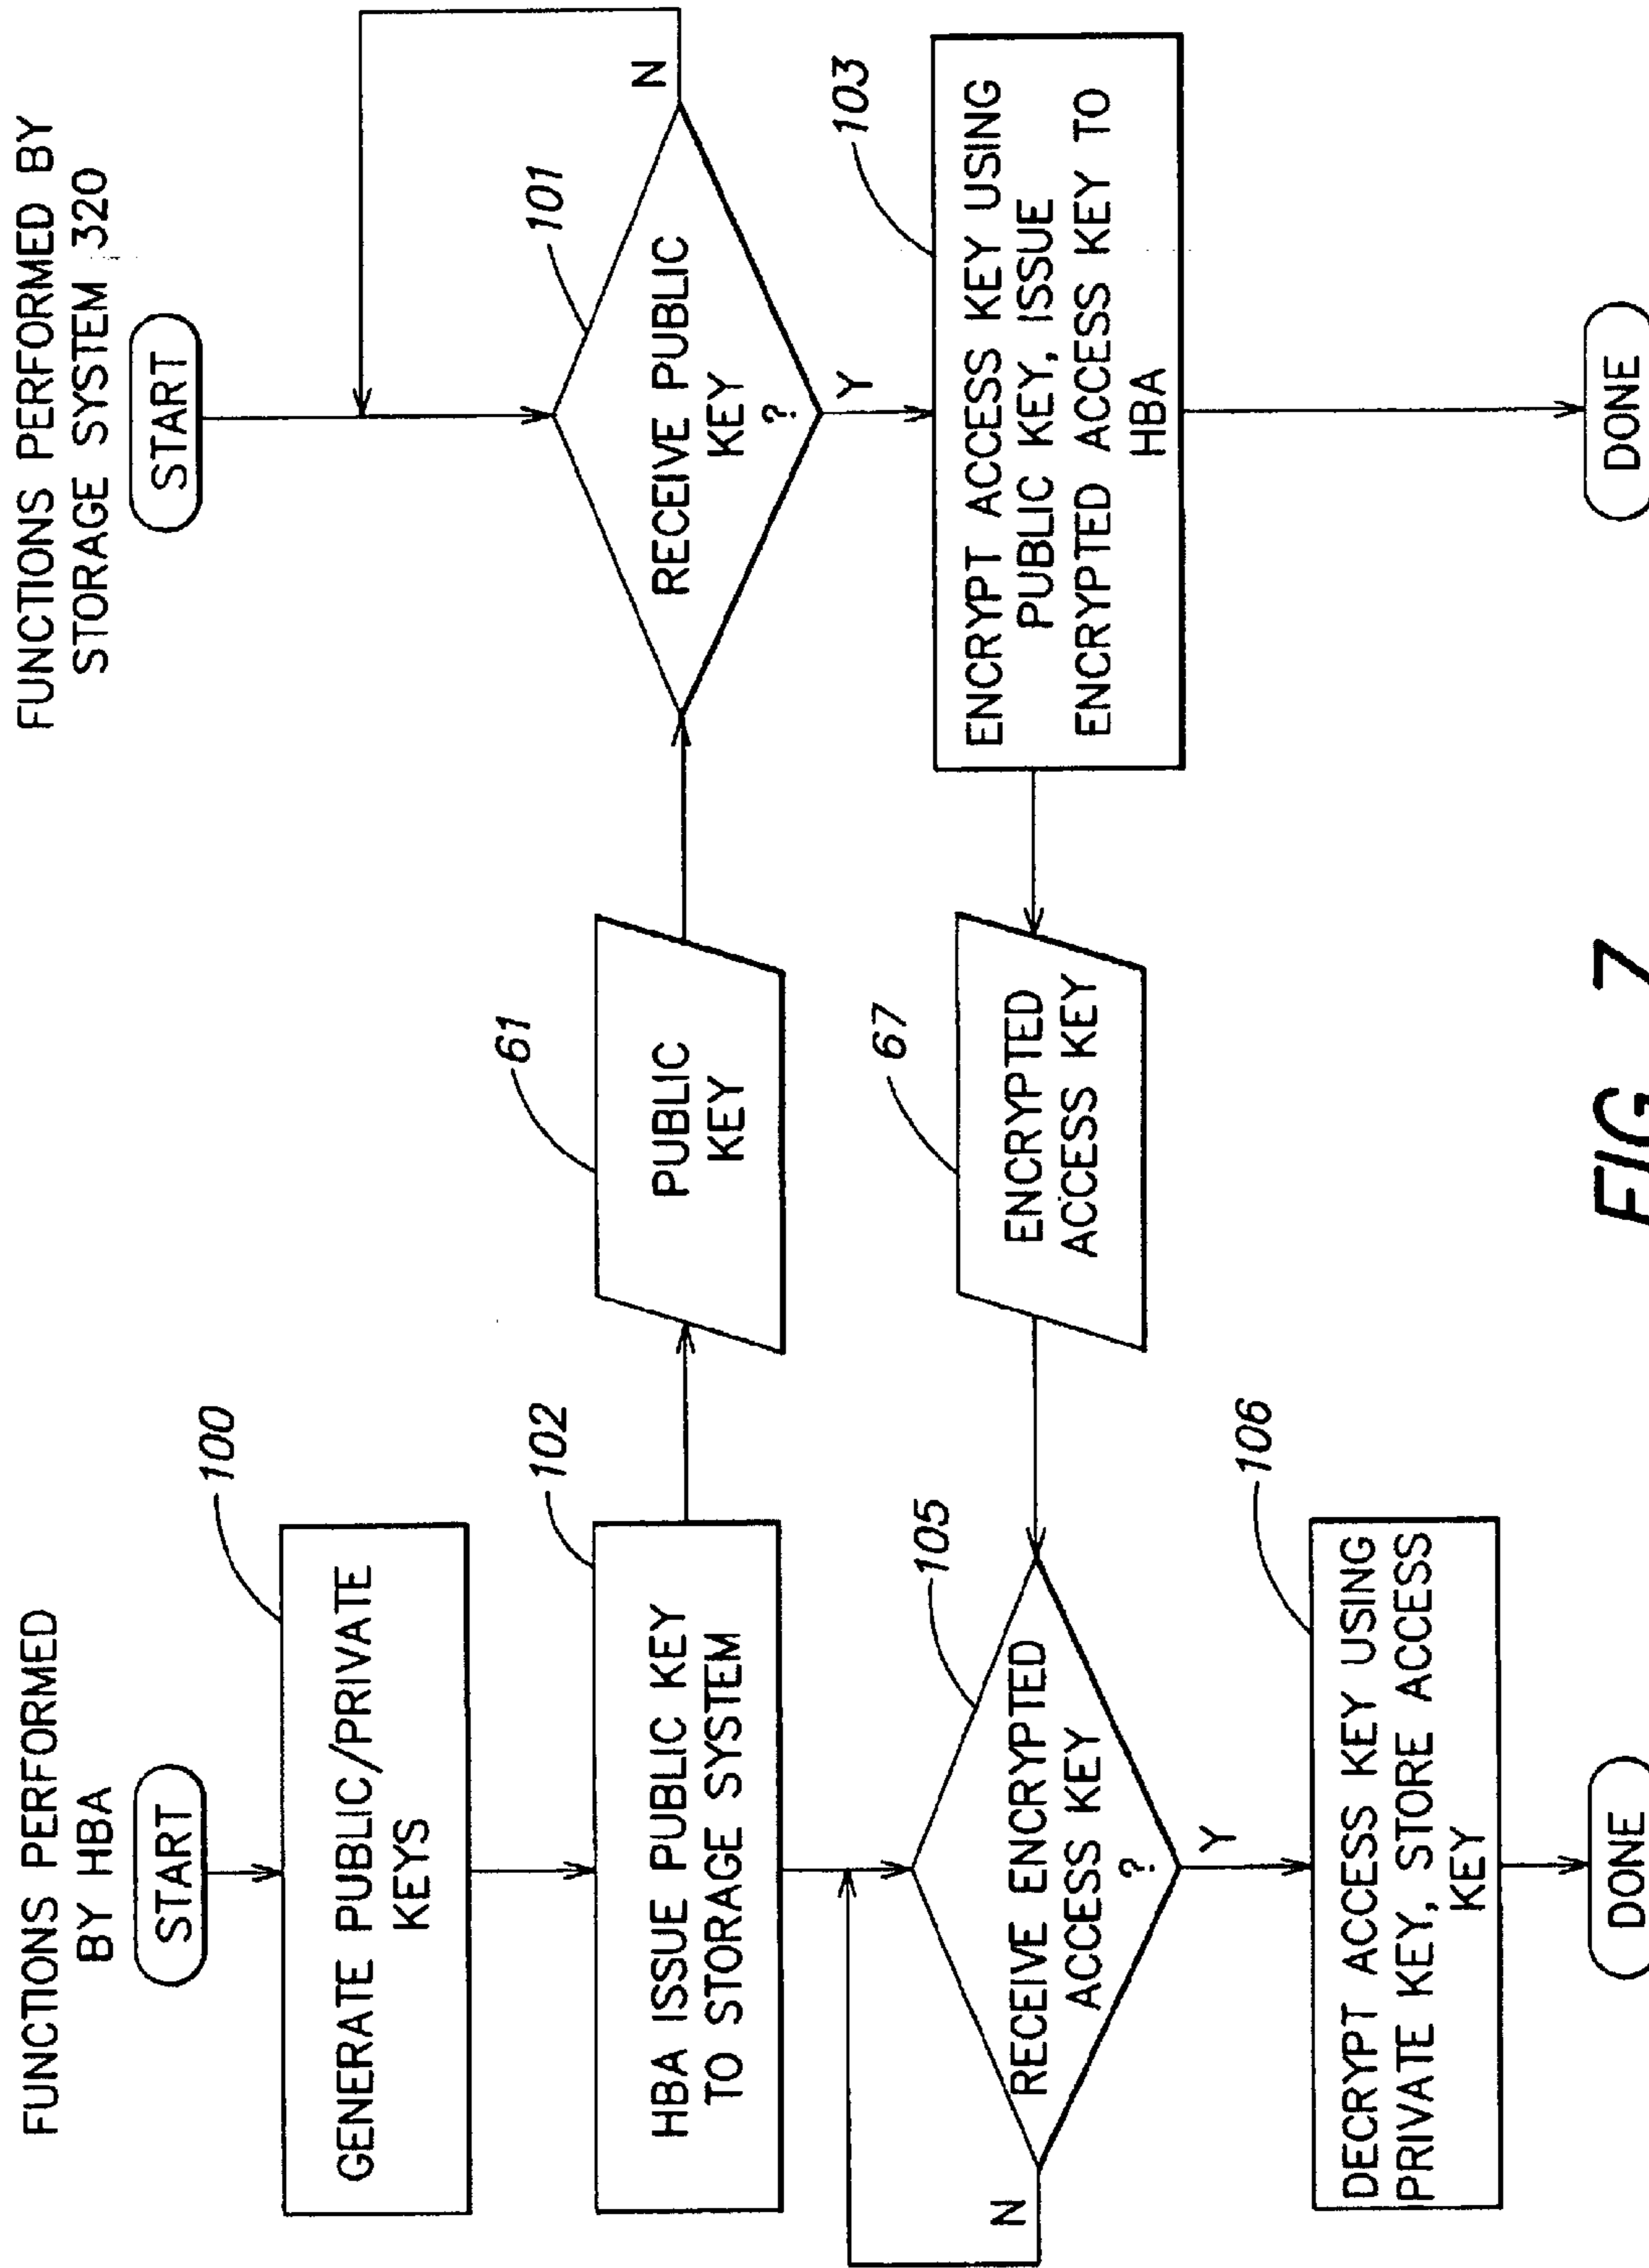 FUNCTIONS PERFORMED
BY HBA
START
100
GENERATE PUBLIC/PRIVATE
KEYS
102
HBA ISSUE PUBLIC KEY
TO STORAGE SYSTEM
61
PUBLIC
KEY
105
RECEIVE ENCRYPTED
ACCESS KEY
?
N
Y
67
ENCRYPTED
ACCESS KEY
106
DECRYPT ACCESS KEY USING
PRIVATE KEY, STORE ACCESS
KEY
DONE
FUNCTIONS PERFORMED BY
STORAGE SYSTEM 320
START
101
RECEIVE PUBLIC
KEY
?
N
Y
103
ENCRYPT ACCESS KEY USING
PUBLIC KEY, ISSUE
ENCRYPTED ACCESS KEY TO
HBA
DONE
FIG. 7